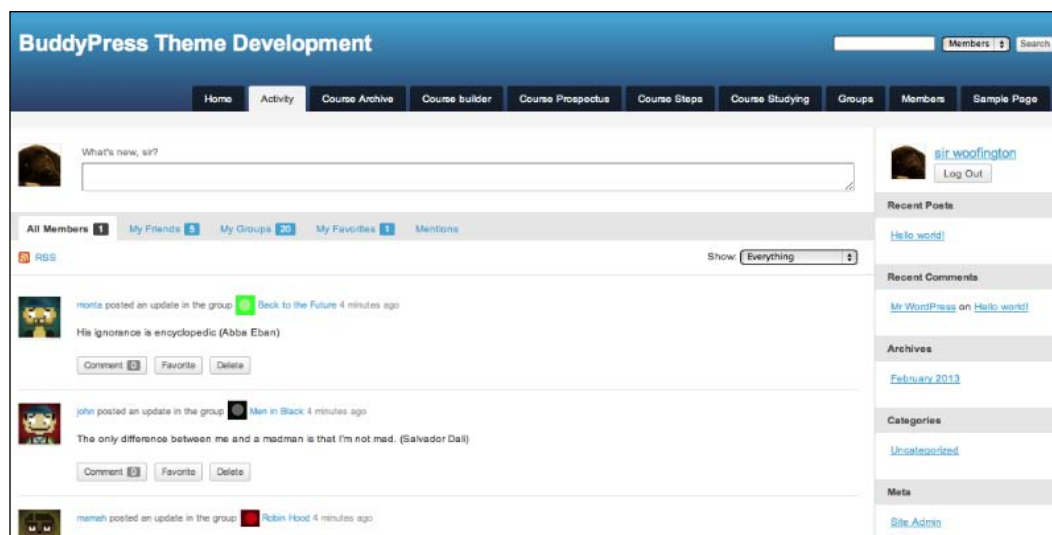 BuddyPress Theme Development
Members Search
Home Activity Course Archive Course builder Course Prospectus Course Steps Course Studying Groups Members Sample Page
What's new, sir?
sir woofington
Log Out
All Members 1 My Friends 5 My Groups 20 My Favorites 1 Mentions
RSS
Show: Everything
monta posted an update in the group Back to the Future 4 minutes ago
His ignorance is encyclopedic (Abba Eban)
Comment 0 Favorite Delete
john posted an update in the group Men in Black 4 minutes ago
The only difference between me and a madman is that I'm not mad. (Salvador Dali)
Comment 0 Favorite Delete
mameh posted an update in the group Robin Hood 4 minutes ago
Recent Posts
Hello world!
Recent Comments
Mr WordPress on Hello world!
Archives
February 2013
Categories
Uncategorized
Meta
Site Admin